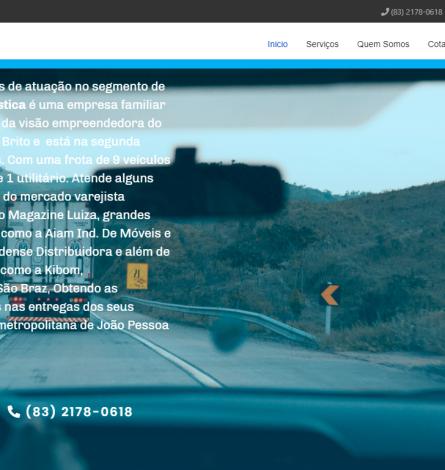 (83) 2178-0618
Início Serviços Quem Somos Cota
s de atuação no segmento de
stica é uma empresa familiar
da visão empreendedora do
Brito e está na segunda
. Com uma frota de 9 veículos
e 1 utilitário. Atende alguns
do mercado varejista
o Magazine Luiza, grandes
como a Aiam Ind. De Móveis e
dense Distribuidora e além de
como a Kibom,
São Braz, Obtendo as
s nas entregas dos seus
metropolitana de João Pessoa
(83) 2178-0618